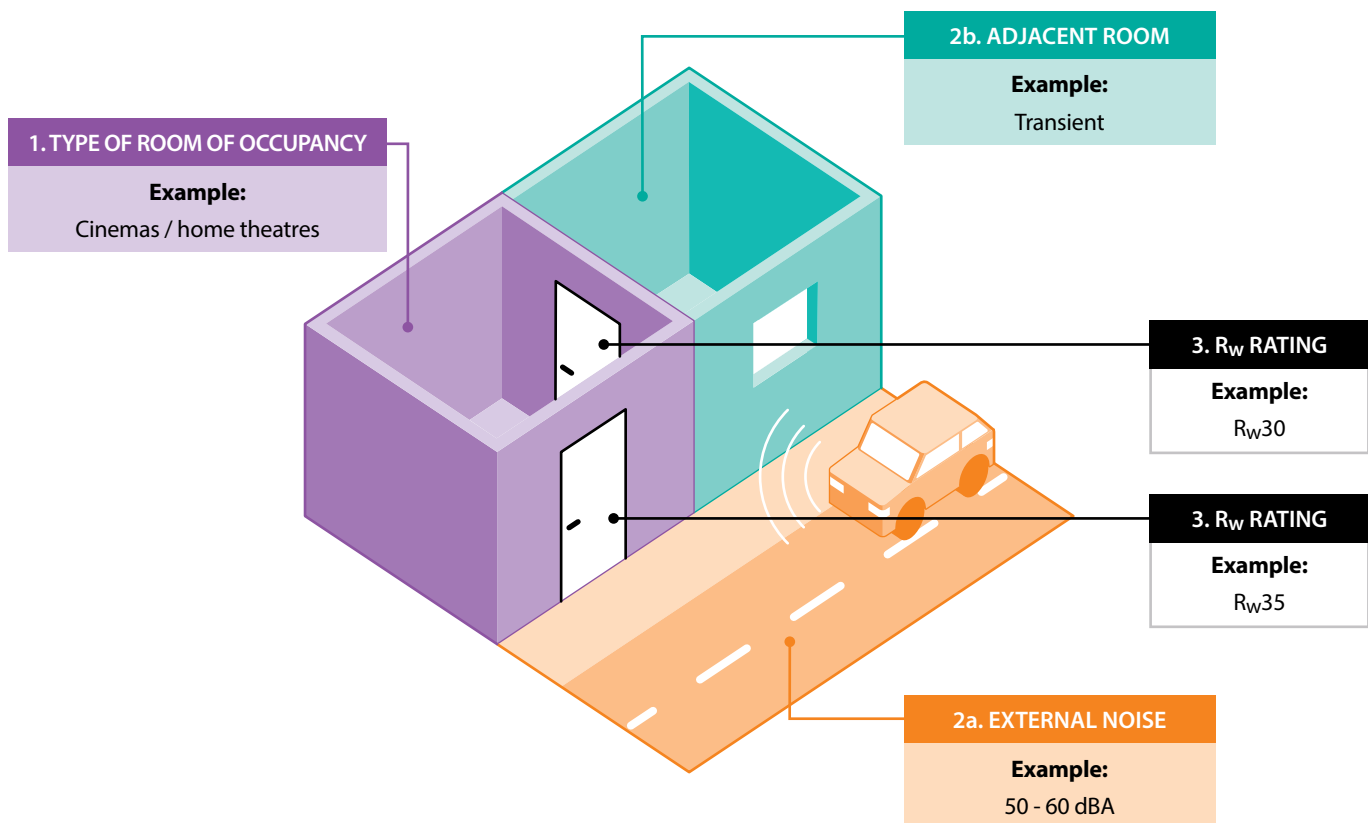 2b. ADJACENT ROOM
Example:
Transient
1. TYPE OF ROOM OF OCCUPANCY
Example:
Cinemas / home theatres
3. RW RATING
Example:
RW30
3. RW RATING
Example:
RW35
2a. EXTERNAL NOISE
Example:
50 - 60 dBA